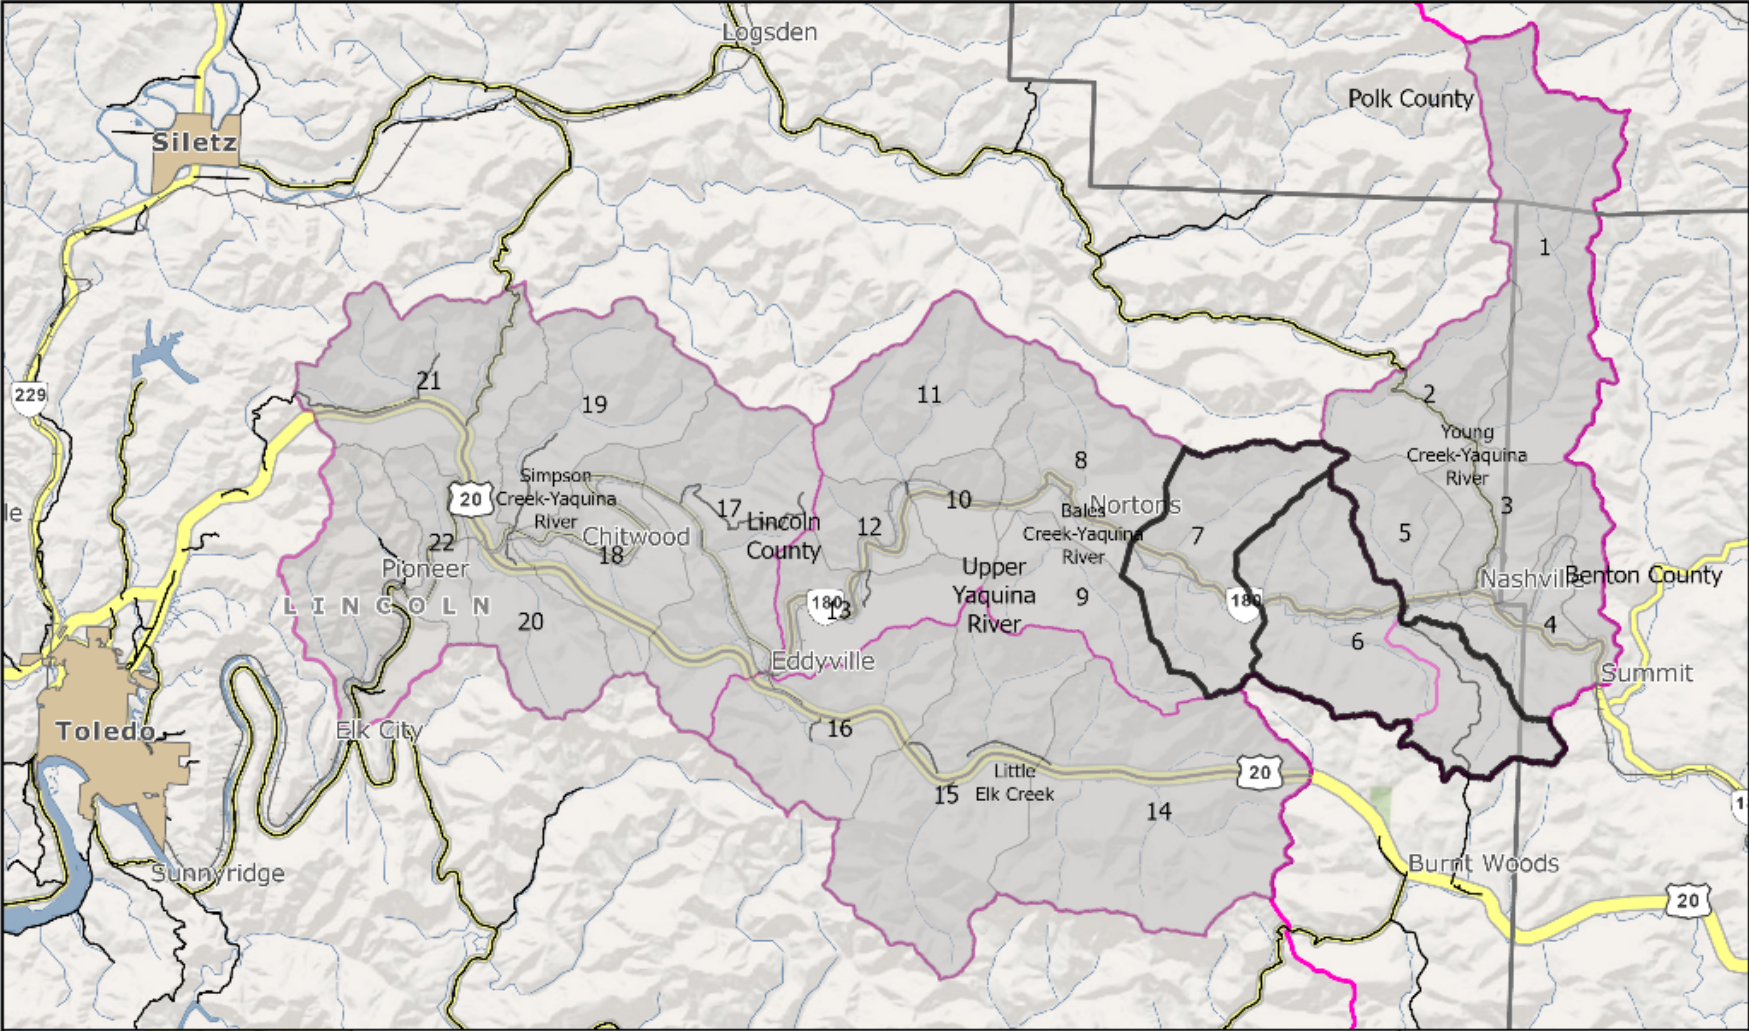 Logsden
Polk County
Siletz
1
229
21
19
11
2
Young
Creek-Yaquina
River
8
Simpson
Creek-Yaquina
River
20
10
Nortons
17
3
Bales
Creek-Yaquina
River
Lincoln
County
12
5
7
Chitwood
22
18
le
Pioneer
Upper
Yaquina
River
Nashville
Benton County
LINCOLN
180
13
9
180
20
4
6
Eddyville
Summit
Elk City
Toledo
16
Little
Elk Creek
20
15
14
Burnt Woods
Sunnyridge
20